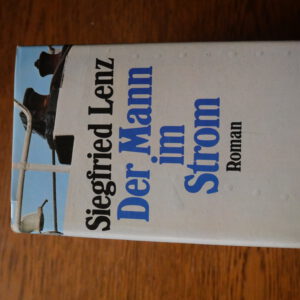 Siegfried Lenz
Der Mann
im
Strom
Roman